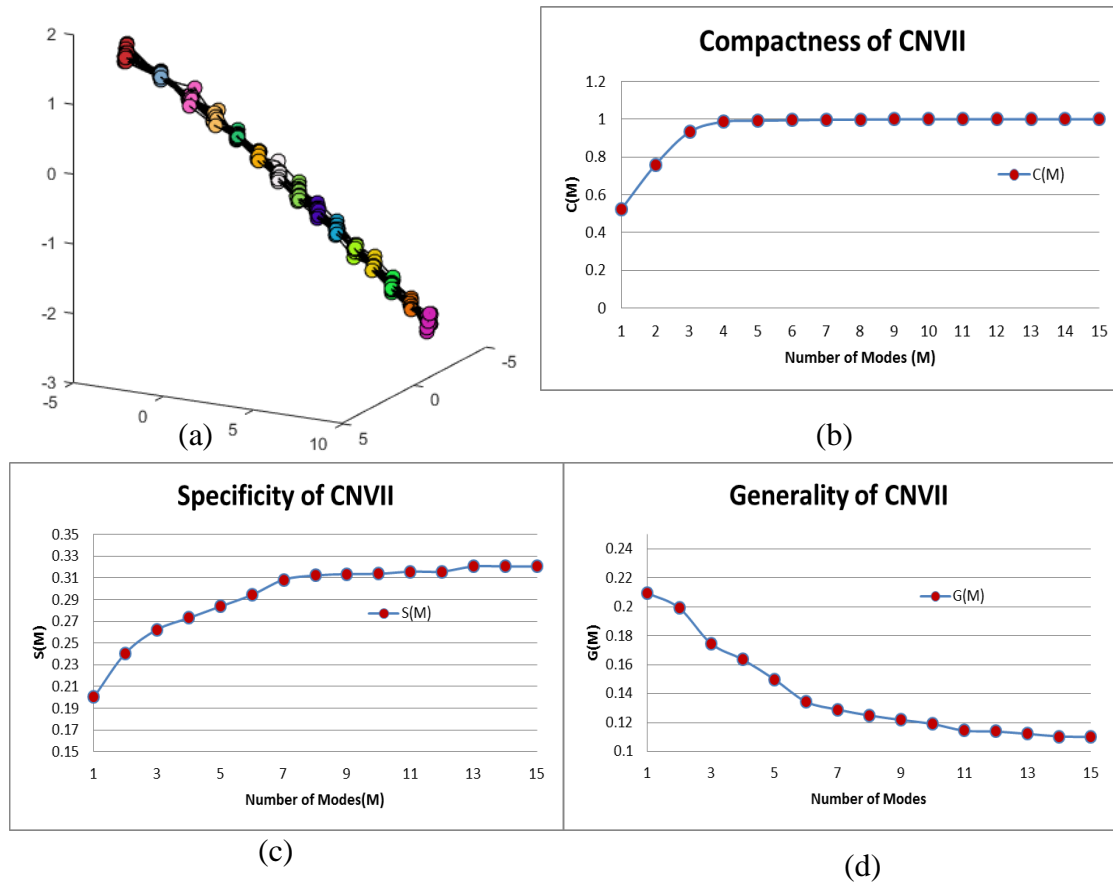 2
1
0
-1
-2
-3
-5
0
5
10
5
0
-5
(a)
Compactness of CNVII
1.2
1
0.8
0.6
0.4
0.2
0
C(M)
C(M)
1 2 3 4 5 6 7 8 9 10 11 12 13 14 15
Number of Modes (M)
(b)
Specificity of CNVII
0.35
0.33
0.31
0.29
0.27
0.25
0.23
0.21
0.19
0.17
0.15
S(M)
S(M)
1 3 5 7 9 11 13 15
Number of Modes(M)
(c)
Generality of CNVII
0.24
0.22
0.2
0.18
0.16
0.14
0.12
0.1
G(M)
G(M)
1 3 5 7 9 11 13 15
Number of Modes
(d)